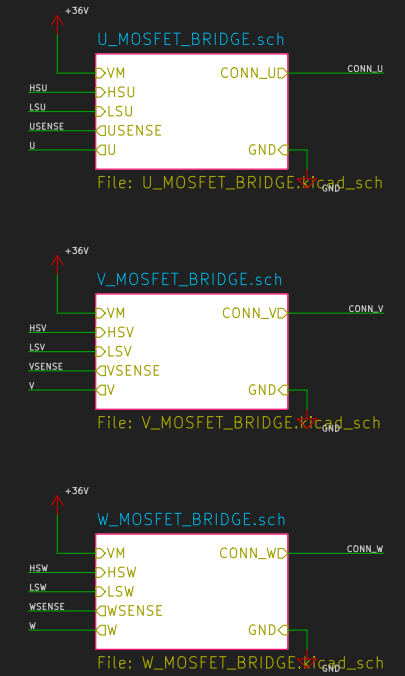 +36V
U_MOSFET_BRIDGE.sch
VM CONN_U CONN_U
HSU HSU
LSU LSU
USENSE USENSE
U U GND
File: U_MOSFET_BRIDGE.kicad_sch
GND
+36V
V_MOSFET_BRIDGE.sch
VM CONN_V CONN_V
HSV HSV
LSV LSV
VSENSE VSENSE
V V GND
File: V_MOSFET_BRIDGE.kicad_sch
GND
+36V
W_MOSFET_BRIDGE.sch
VM CONN_W CONN_W
HSW HSW
LSW LSW
WSENSE WSENSE
W W GND
File: W_MOSFET_BRIDGE.kicad_sch
GND